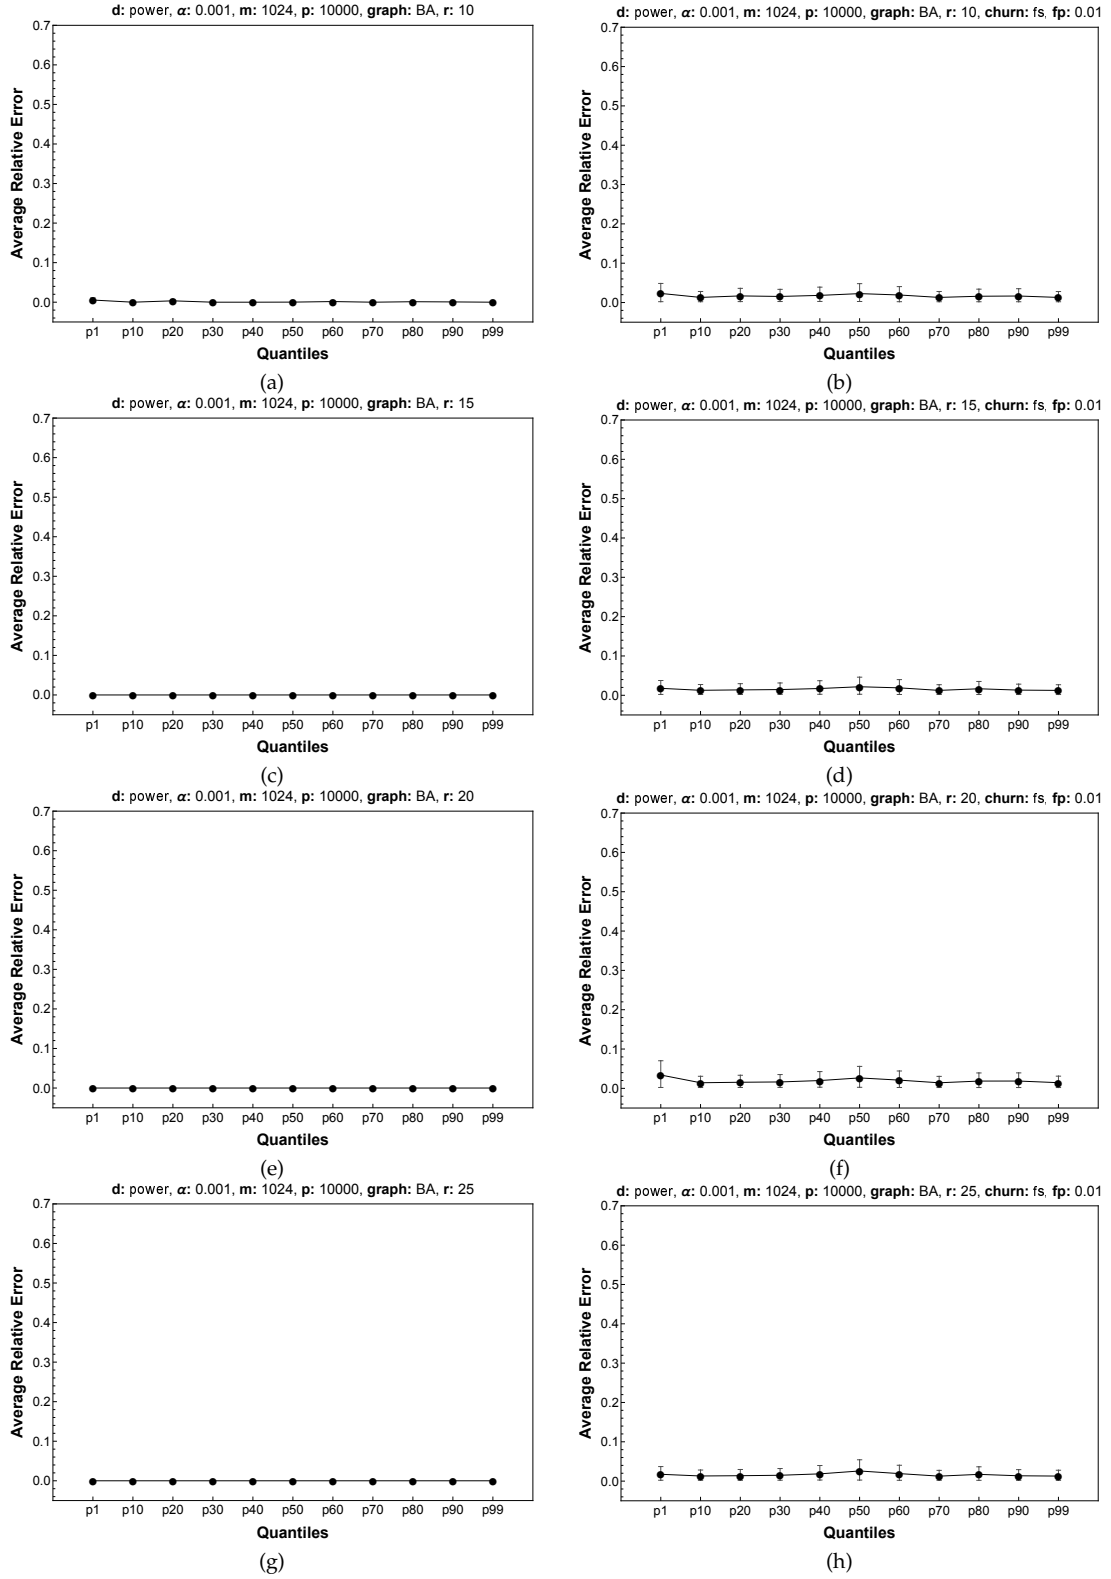 d: power, α: 0.001, m: 1024, p: 10000, graph: BA, r: 10
0.7
0.6
0.5
0.4
0.3
0.2
0.1
0.0
Average Relative Error
p1 p10 p20 p30 p40 p50 p60 p70 p80 p90 p99
Quantiles
(a)
d: power, α: 0.001, m: 1024, p: 10000, graph: BA, r: 10, churn: fs, fp: 0.01
0.7
0.6
0.5
0.4
0.3
0.2
0.1
0.0
Average Relative Error
p1 p10 p20 p30 p40 p50 p60 p70 p80 p90 p99
Quantiles
(b)
d: power, α: 0.001, m: 1024, p: 10000, graph: BA, r: 15
0.7
0.6
0.5
0.4
0.3
0.2
0.1
0.0
Average Relative Error
p1 p10 p20 p30 p40 p50 p60 p70 p80 p90 p99
Quantiles
(c)
d: power, α: 0.001, m: 1024, p: 10000, graph: BA, r: 15, churn: fs, fp: 0.01
0.7
0.6
0.5
0.4
0.3
0.2
0.1
0.0
Average Relative Error
p1 p10 p20 p30 p40 p50 p60 p70 p80 p90 p99
Quantiles
(d)
d: power, α: 0.001, m: 1024, p: 10000, graph: BA, r: 20
0.7
0.6
0.5
0.4
0.3
0.2
0.1
0.0
Average Relative Error
p1 p10 p20 p30 p40 p50 p60 p70 p80 p90 p99
Quantiles
(e)
d: power, α: 0.001, m: 1024, p: 10000, graph: BA, r: 20, churn: fs, fp: 0.01
0.7
0.6
0.5
0.4
0.3
0.2
0.1
0.0
Average Relative Error
p1 p10 p20 p30 p40 p50 p60 p70 p80 p90 p99
Quantiles
(f)
d: power, α: 0.001, m: 1024, p: 10000, graph: BA, r: 25
0.7
0.6
0.5
0.4
0.3
0.2
0.1
0.0
Average Relative Error
p1 p10 p20 p30 p40 p50 p60 p70 p80 p90 p99
Quantiles
(g)
d: power, α: 0.001, m: 1024, p: 10000, graph: BA, r: 25, churn: fs, fp: 0.01
0.7
0.6
0.5
0.4
0.3
0.2
0.1
0.0
Average Relative Error
p1 p10 p20 p30 p40 p50 p60 p70 p80 p90 p99
Quantiles
(h)